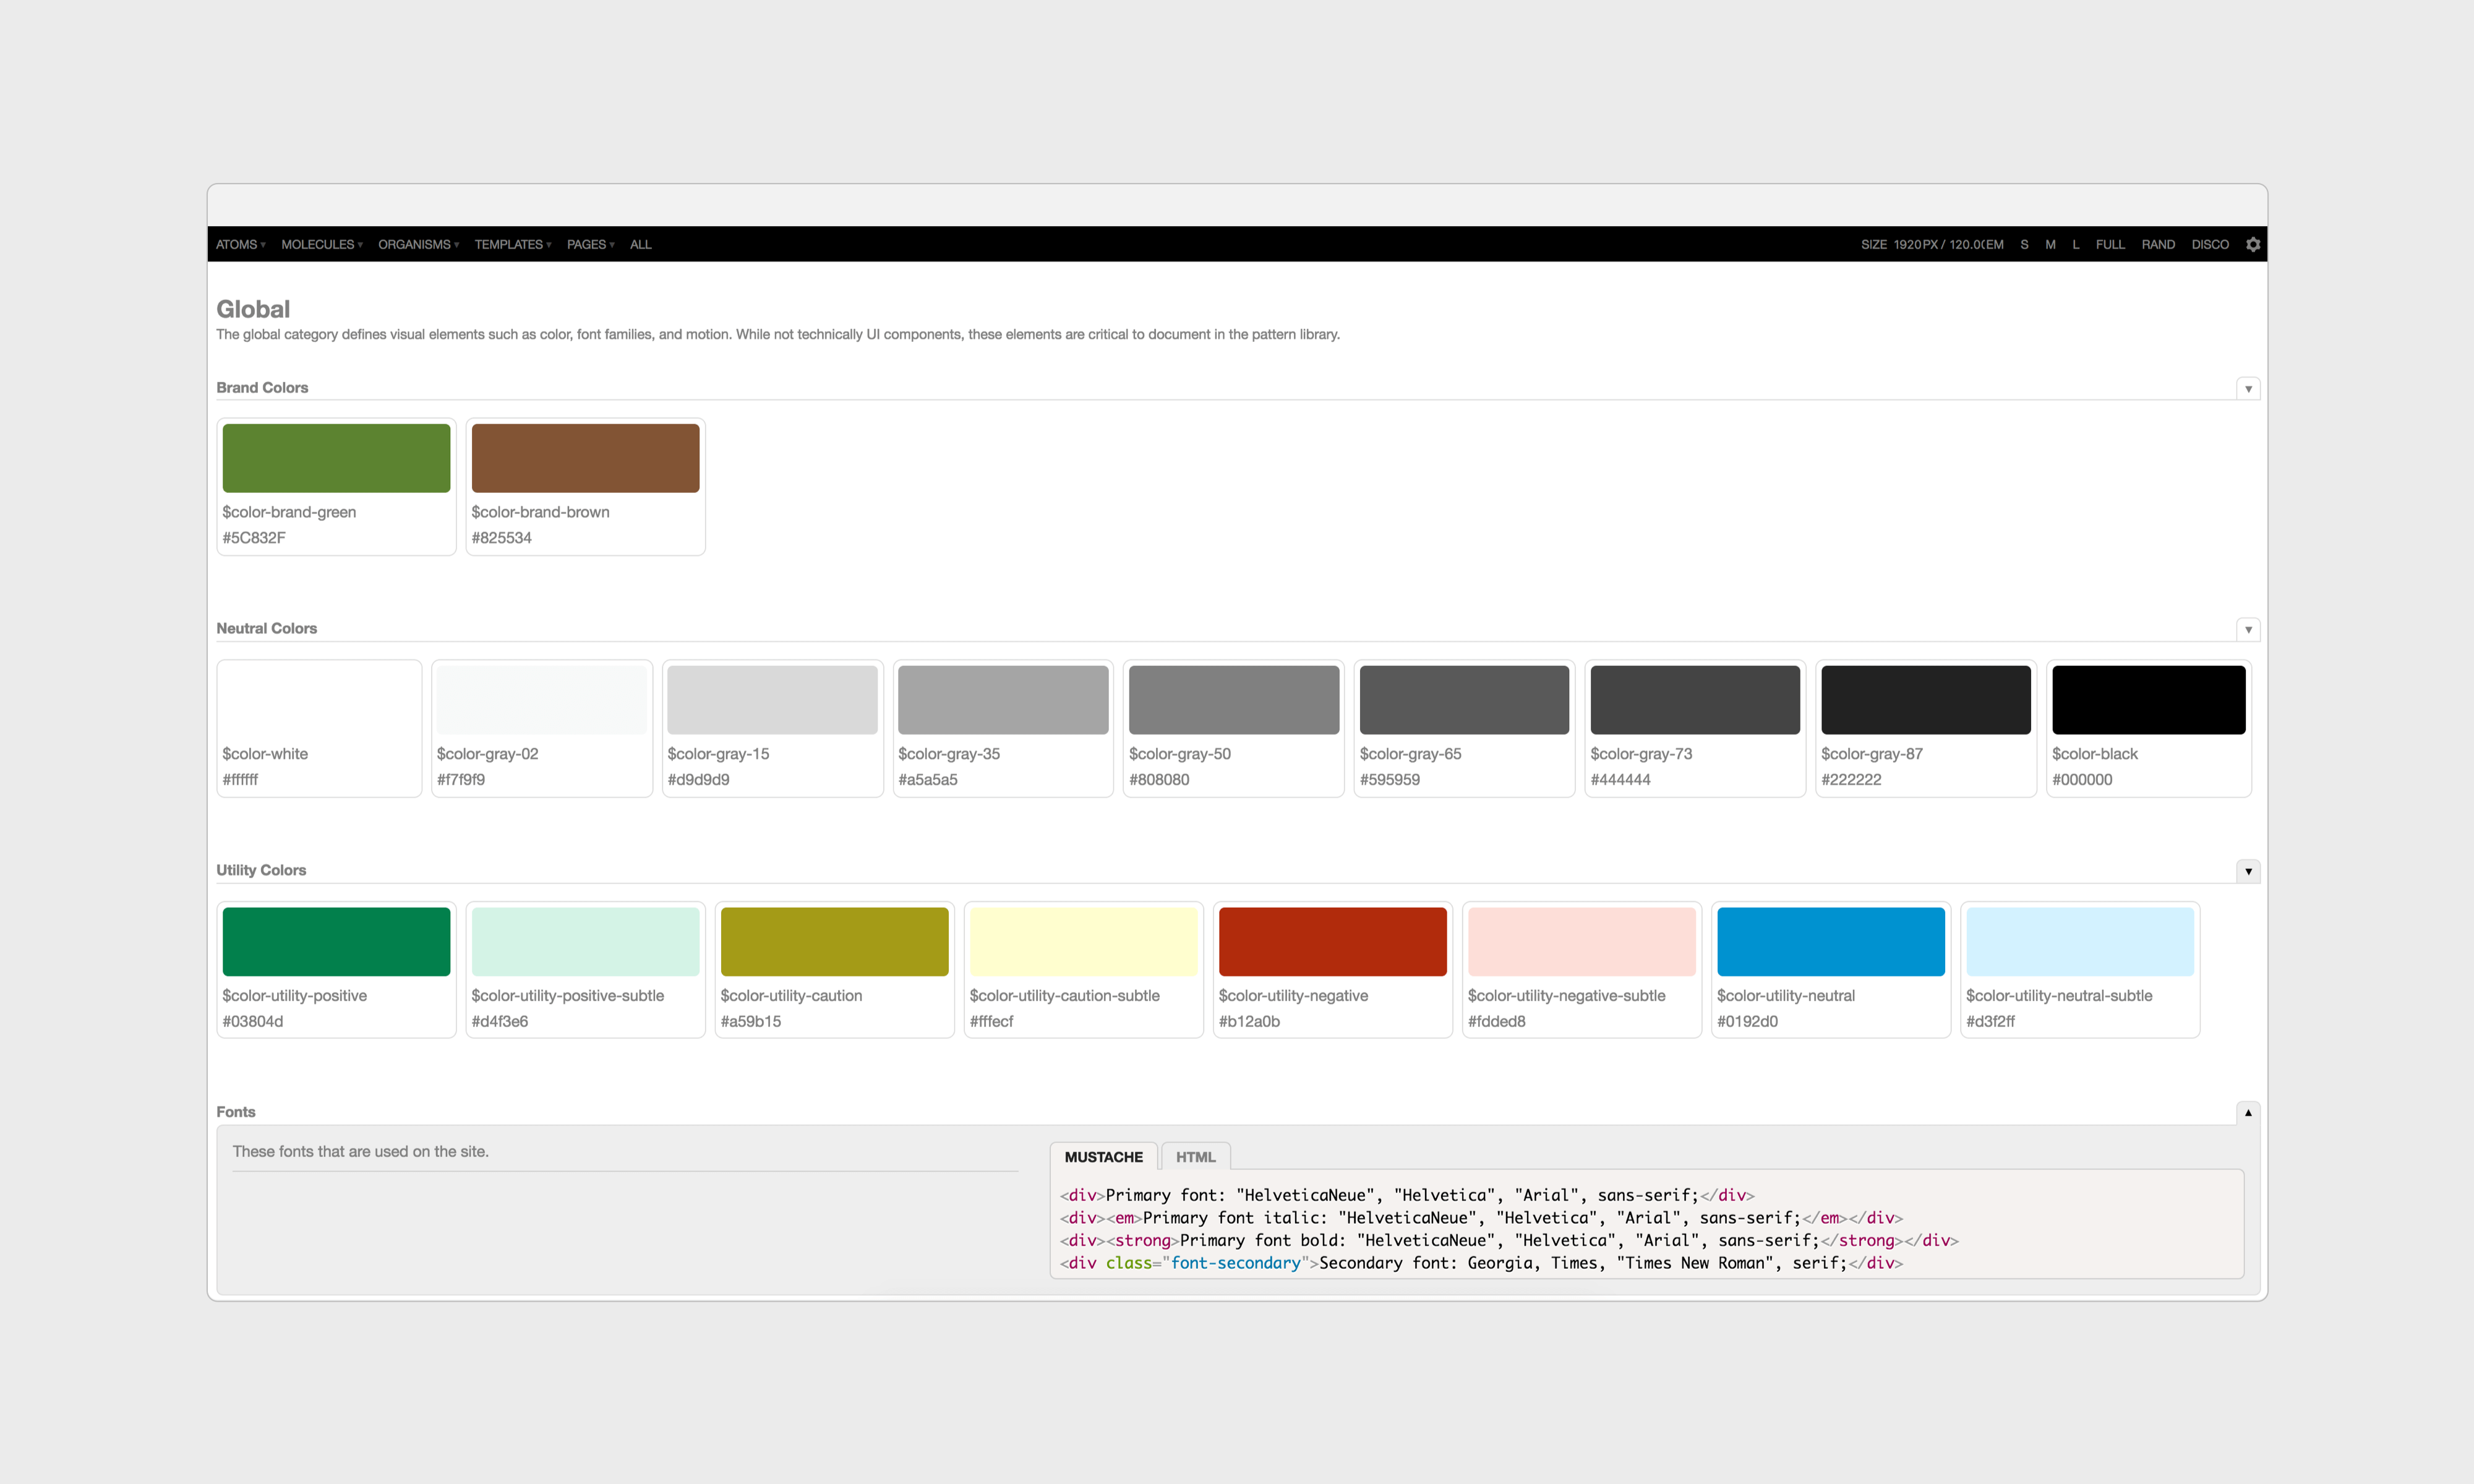 ATOMS MOLECULES ORGANISMS TEMPLATES PAGES ALL SIZE 1920PX / 120.0(EM S M L FULL RAND DISCO
Global
The global category defines visual elements such as color, font families, and motion. While not technically UI components, these elements are critical to document in the pattern library.
Brand Colors
$color-brand-green $color-brand-brown
#5C832F #825534
Neutral Colors
$color-white $color-gray-02 $color-gray-15 $color-gray-35 $color-gray-50 $color-gray-65 $color-gray-73 $color-gray-87 $color-black
#ffffff #f7f9f9 #d9d9d9 #a5a5a5 #808080 #595959 #444444 #222222 #000000
Utility Colors
$color-utility-positive $color-utility-positive-subtle $color-utility-caution $color-utility-caution-subtle $color-utility-negative $color-utility-negative-subtle $color-utility-neutral $color-utility-neutral-subtle
#03804d #d4f3e6 #a59b15 #fffecf #b12a0b #fdded8 #0192d0 #d3f2ff
Fonts
These fonts that are used on the site.
MUSTACHE HTML
<div>Primary font: "HelveticaNeue", "Helvetica", "Arial", sans-serif;</div>
<div><em>Primary font italic: "HelveticaNeue", "Helvetica", "Arial", sans-serif;</em></div>
<div><strong>Primary font bold: "HelveticaNeue", "Helvetica", "Arial", sans-serif;</strong></div>
<div class="font-secondary">Secondary font: Georgia, Times, "Times New Roman", serif;</div>